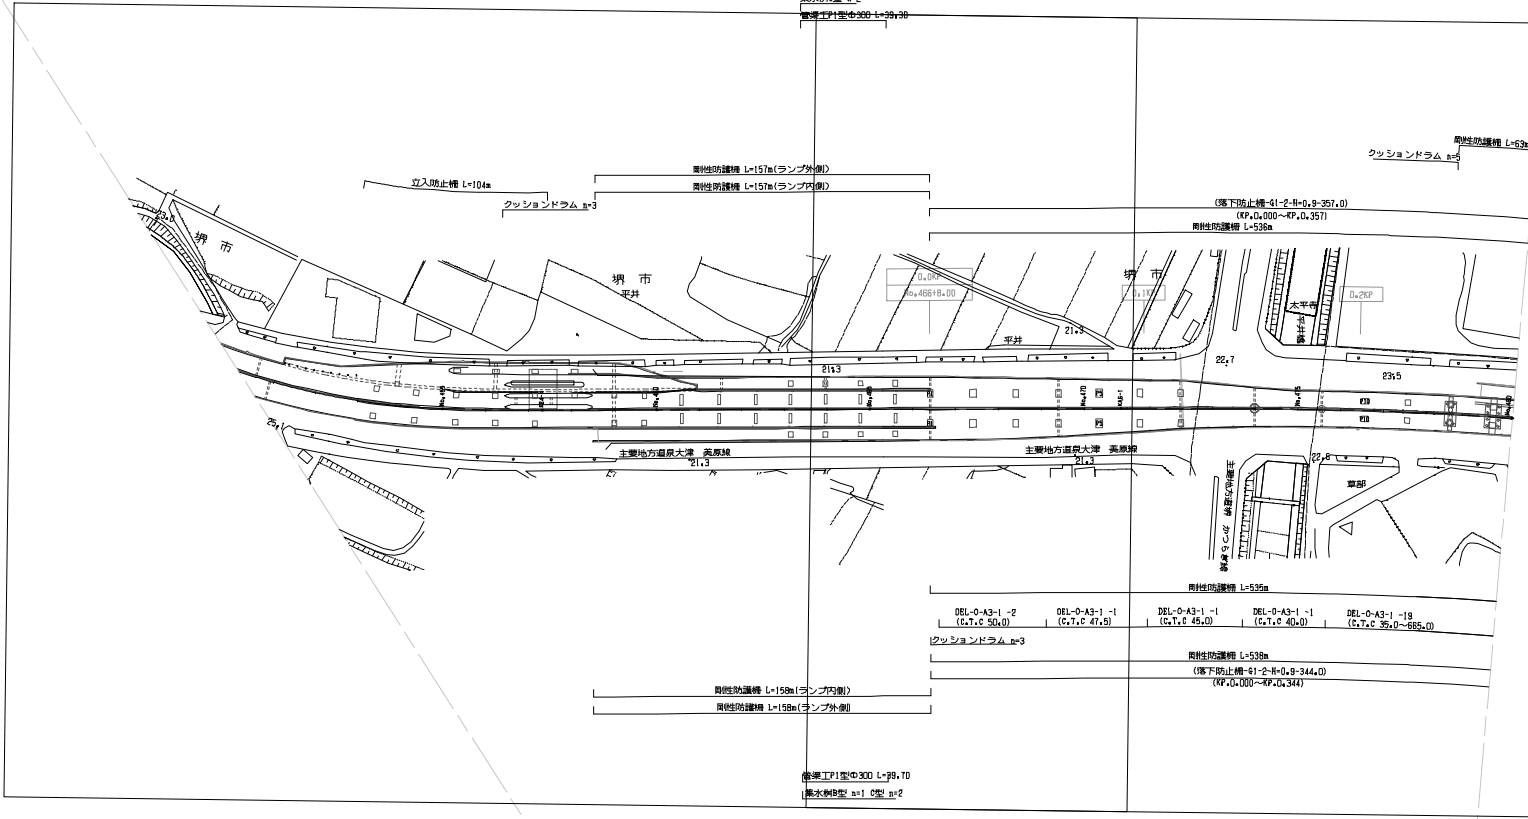 管渠工P1型Φ300 L=39.30
剛性防護柵 L=63m
クッションドラム n=5
剛性防護柵 L=157m(ランプ外側)
立入防止柵 L=104m
剛性防護柵 L=157m(ランプ内側)
クッションドラム n=3
(落下防止柵-G1-2-H=0.9-357.0)
(KP.0.000～KP.0.357)
剛性防護柵 L=536m
23.0
堺 市
堺 市
平井
0.0KP
No.466+8.00
堺 市
0.1KP
0.2KP
太平寺
平井
21.3
22.7
21.3
23.5
No.470
No.475
P10
P10
25.1
主要地方道泉大津 美原線
21.3
主要地方道泉大津 美原線
21.3
22.8
草部
剛性防護柵 L=535m
DEL-O-A3-1 -2
(C.T.C 50.0)
DEL-O-A3-1 -1
(C.T.C 47.5)
DEL-O-A3-1 -1
(C.T.C 45.0)
DEL-O-A3-1 -1
(C.T.C 40.0)
DEL-O-A3-1 -19
(C.T.C 35.0～665.0)
クッションドラム n=3
剛性防護柵 L=538m
(落下防止柵-G1-2-H=0.9-344.0)
(KP.0.000～KP.0.344)
剛性防護柵 L=158m(ランプ内側)
剛性防護柵 L=158m(ランプ外側)
管渠工P1型Φ300 L=39.70
集水桝B型 n=1 C型 n=2